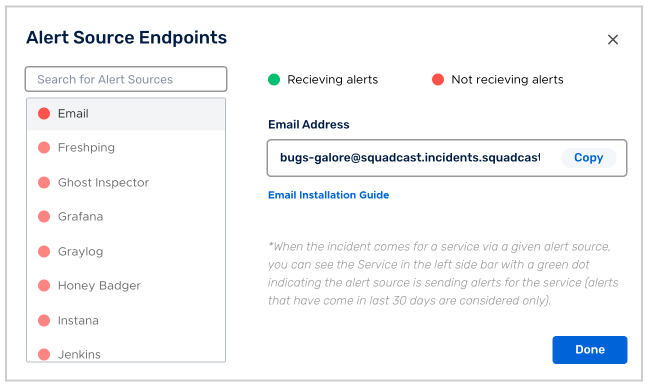 Alert Source Endpoints
Search for Alert Sources
Email
Freshping
Ghost Inspector
Grafana
Graylog
Honey Badger
Instana
Jenkins
Recieving alerts
Not recieving alerts
Email Address
bugs-galore@squadcast.incidents.squadcast
Copy
Email Installation Guide
*When the incident comes for a service via a given alert source,
you can see the Service in the left side bar with a green dot
indicating the alert source is sending alerts for the service (alerts
that have come in last 30 days are considered only).
Done